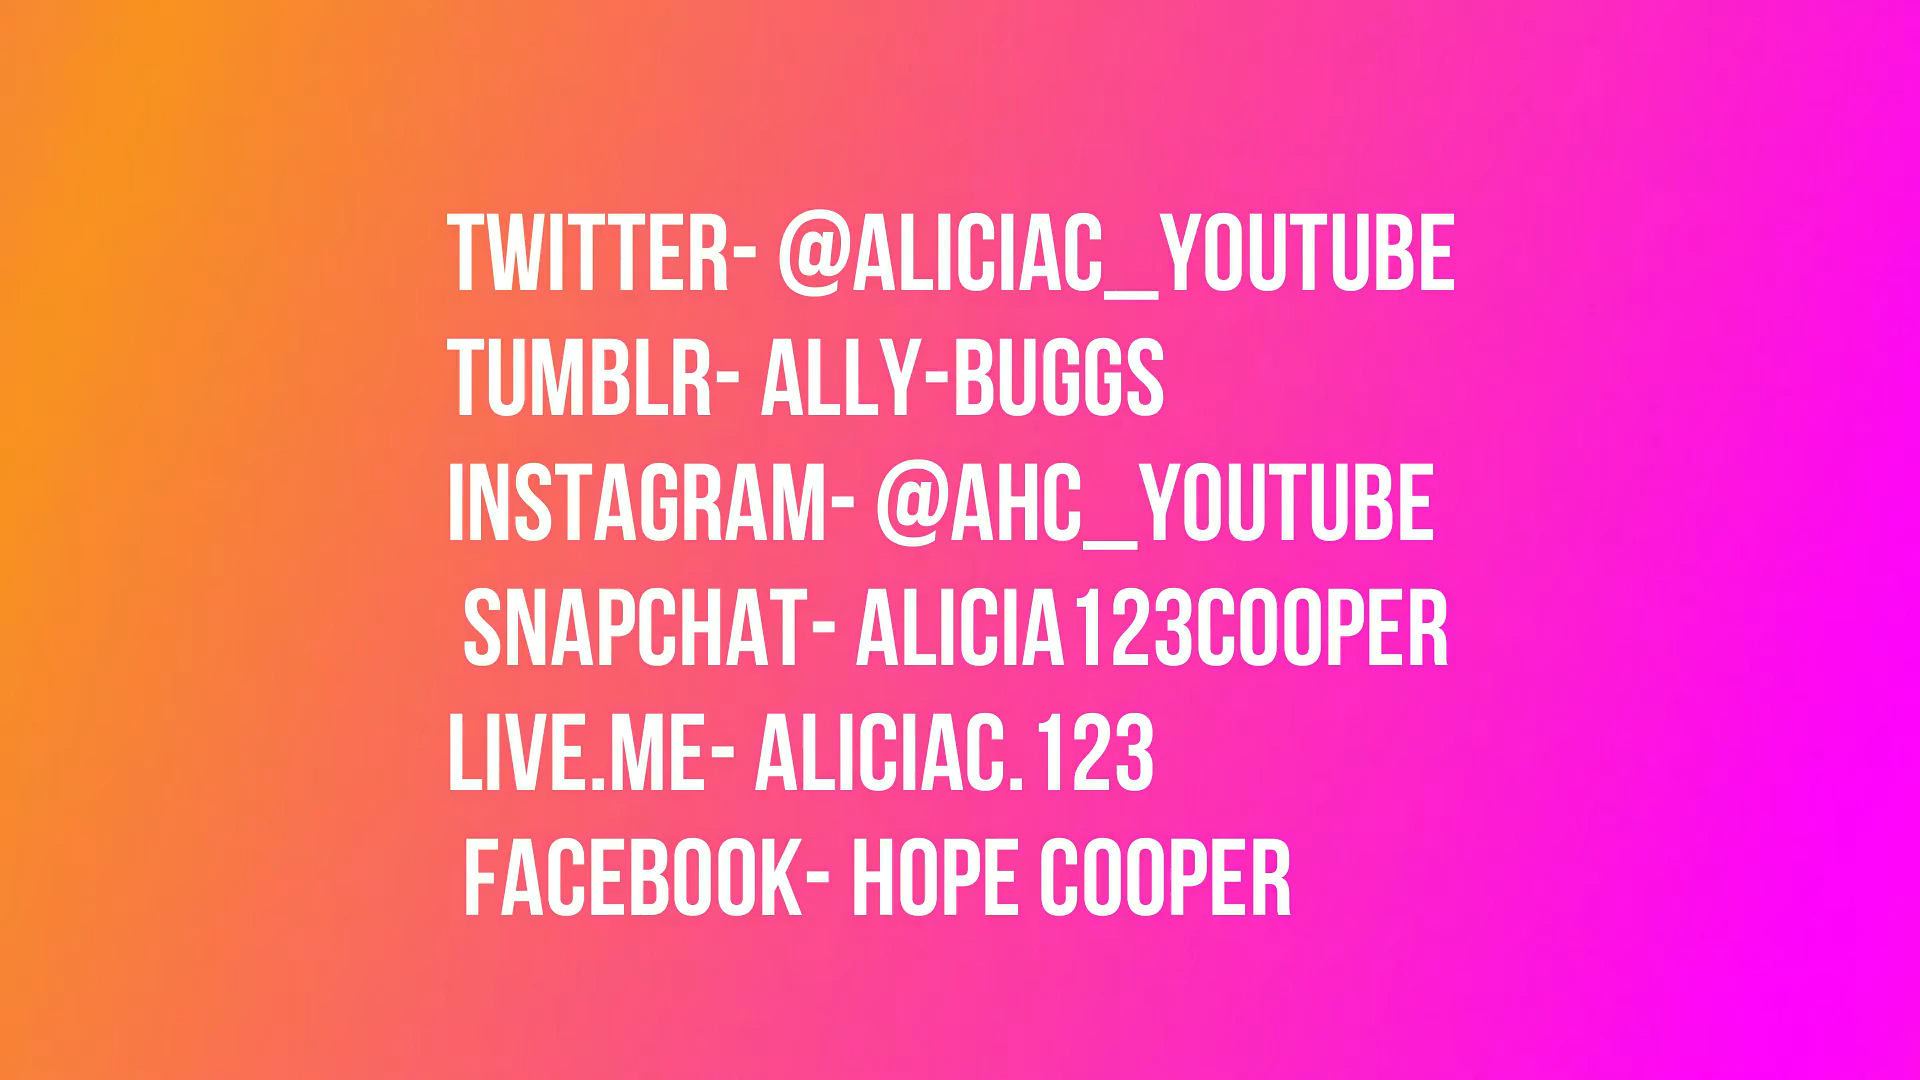 TWITTER- @ALICIAC_YOUTUBE
TUMBLR- ALLY-BUGGS
INSTAGRAM- @AHC_YOUTUBE
SNAPCHAT- ALICIA123COOPER
LIVE.ME- ALICIAC.123
FACEBOOK- HOPE COOPER